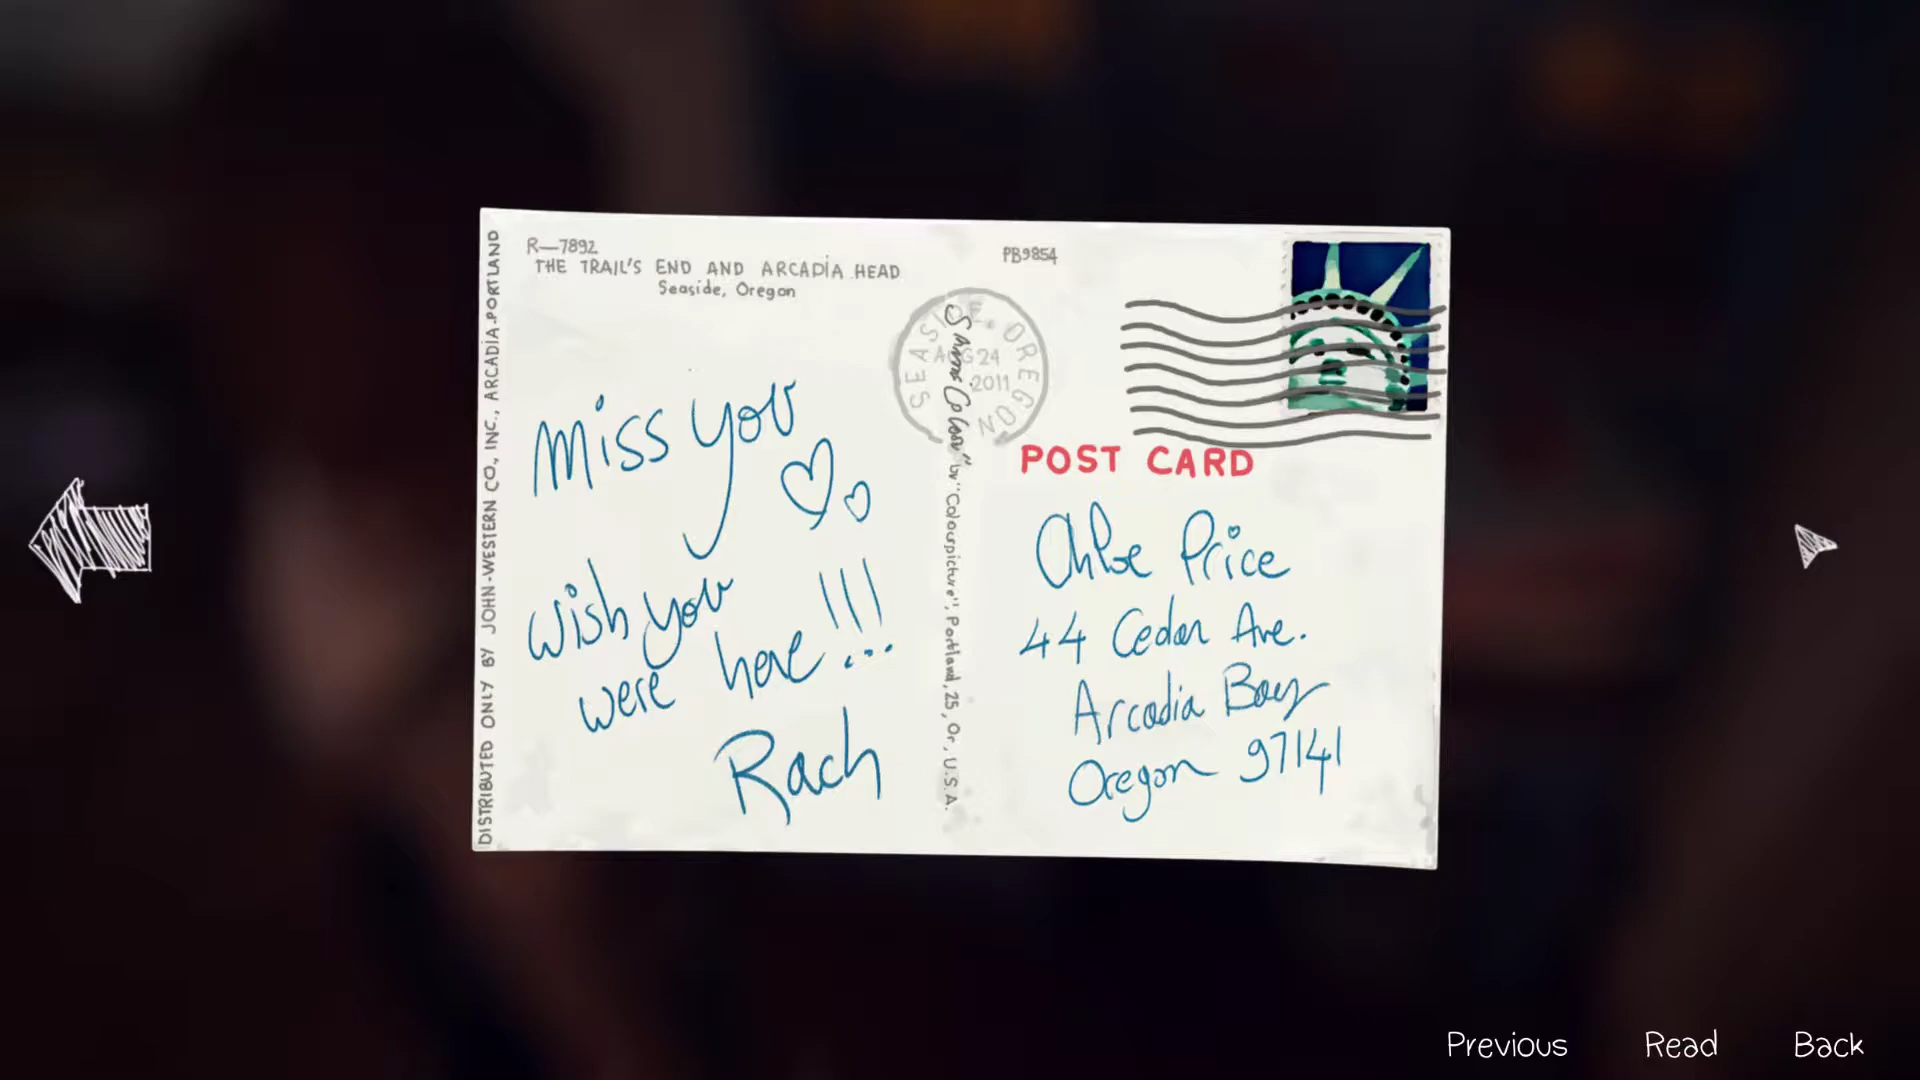 DISTRIBUTED ONLY BY JOHN-WESTERN CO., INC., ARCADIA-PORTLAND
R—7892
THE TRAIL'S END AND ARCADIA HEAD
Seaside, Oregon
PB9854
SEASIDE, OREGON
AUG 24
2011
by "Colourpicture", Portland, 25, Or, U.S.A.
Miss you
wish you
were here!!!
Rach
POST CARD
Chloe Price
44 Cedar Ave.
Arcadia Bay
Oregon 97141
Previous Read Back